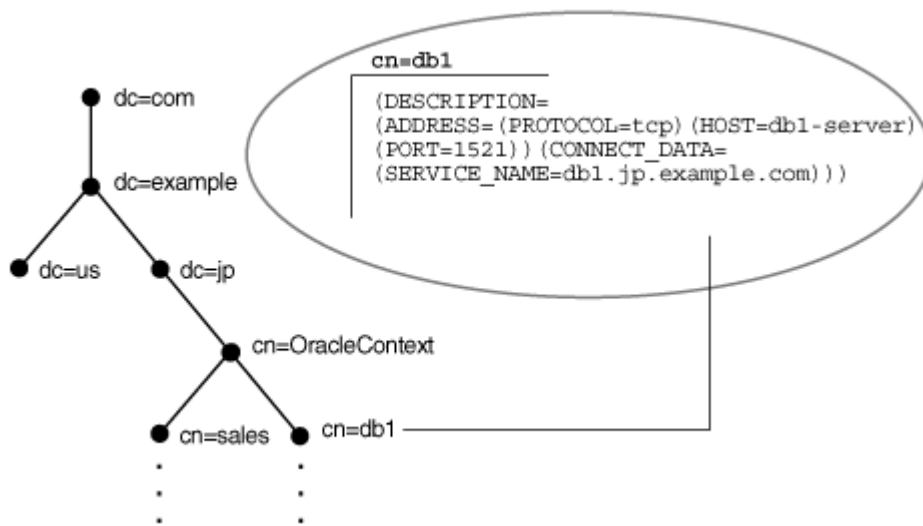 cn=db1
(DESCRIPTION=
(ADDRESS=(PROTOCOL=tcp)(HOST=db1-server)
(PORT=1521))(CONNECT_DATA=
(SERVICE_NAME=db1.jp.example.com)))
dc=com
dc=example
dc=us
dc=jp
cn=OracleContext
cn=sales
cn=db1